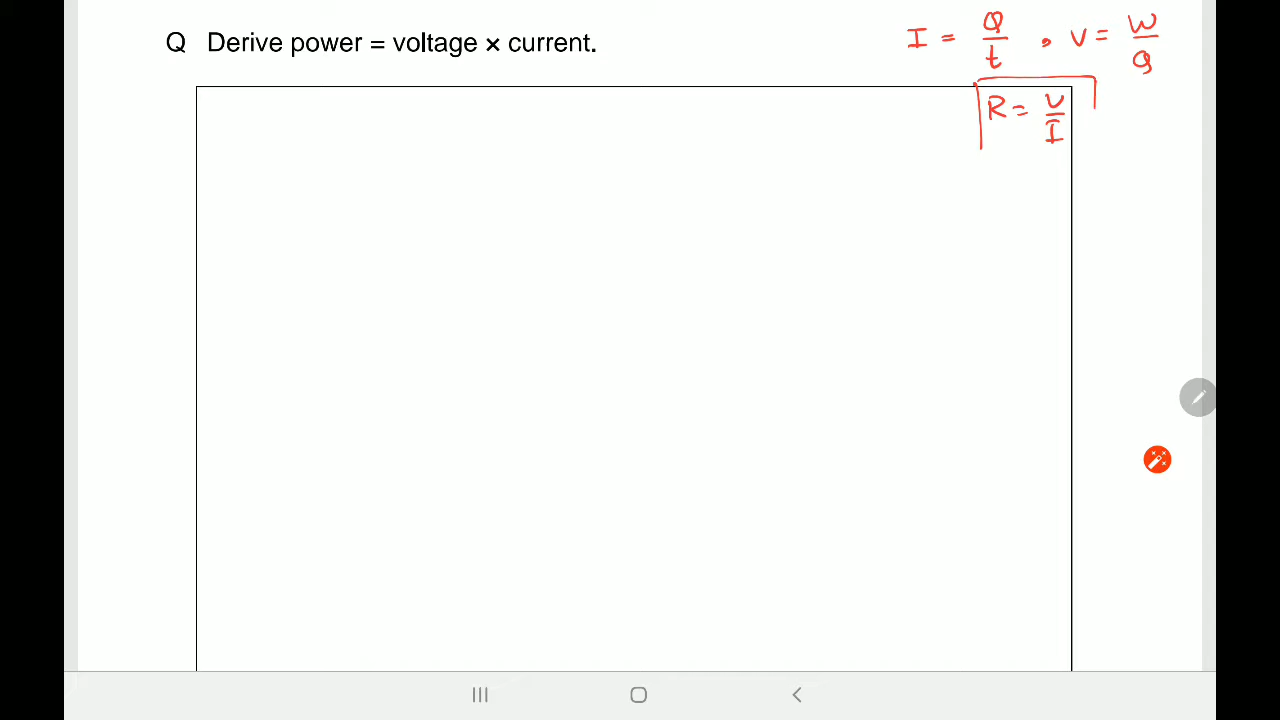 Q Derive power = voltage × current.
I = Q/t , V = W/Q
R = V/I